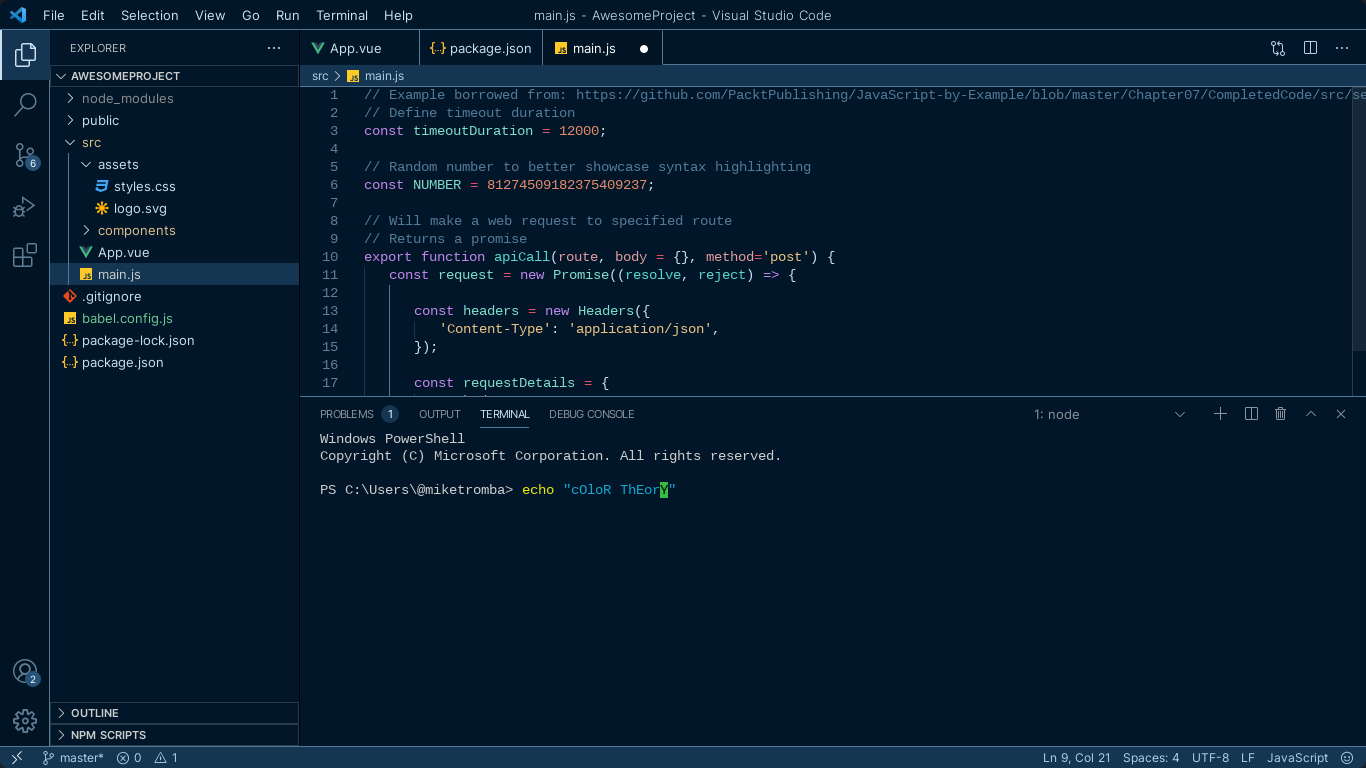 File Edit Selection View Go Run Terminal Help
main.js - AwesomeProject - Visual Studio Code
EXPLORER
App.vue
package.json
main.js
AWESOMEPROJECT
src > main.js
node_modules
public
src
assets
styles.css
logo.svg
components
App.vue
main.js
.gitignore
babel.config.js
package-lock.json
package.json
6
2
OUTLINE
NPM SCRIPTS
1 // Example borrowed from: https://github.com/PacktPublishing/JavaScript-by-Example/blob/master/Chapter07/CompletedCode/src/se
2 // Define timeout duration
3 const timeoutDuration = 12000;
4
5 // Random number to better showcase syntax highlighting
6 const NUMBER = 81274509182375409237;
7
8 // Will make a web request to specified route
9 // Returns a promise
10 export function apiCall(route, body = {}, method='post') {
11 const request = new Promise((resolve, reject) => {
12
13 const headers = new Headers({
14 'Content-Type': 'application/json',
15 });
16
17 const requestDetails = {
PROBLEMS 1 OUTPUT TERMINAL DEBUG CONSOLE
1: node
Windows PowerShell
Copyright (C) Microsoft Corporation. All rights reserved.
PS C:\Users\@miketromba> echo "cOloR ThEorY"
master* 0 1
Ln 9, Col 21 Spaces: 4 UTF-8 LF JavaScript